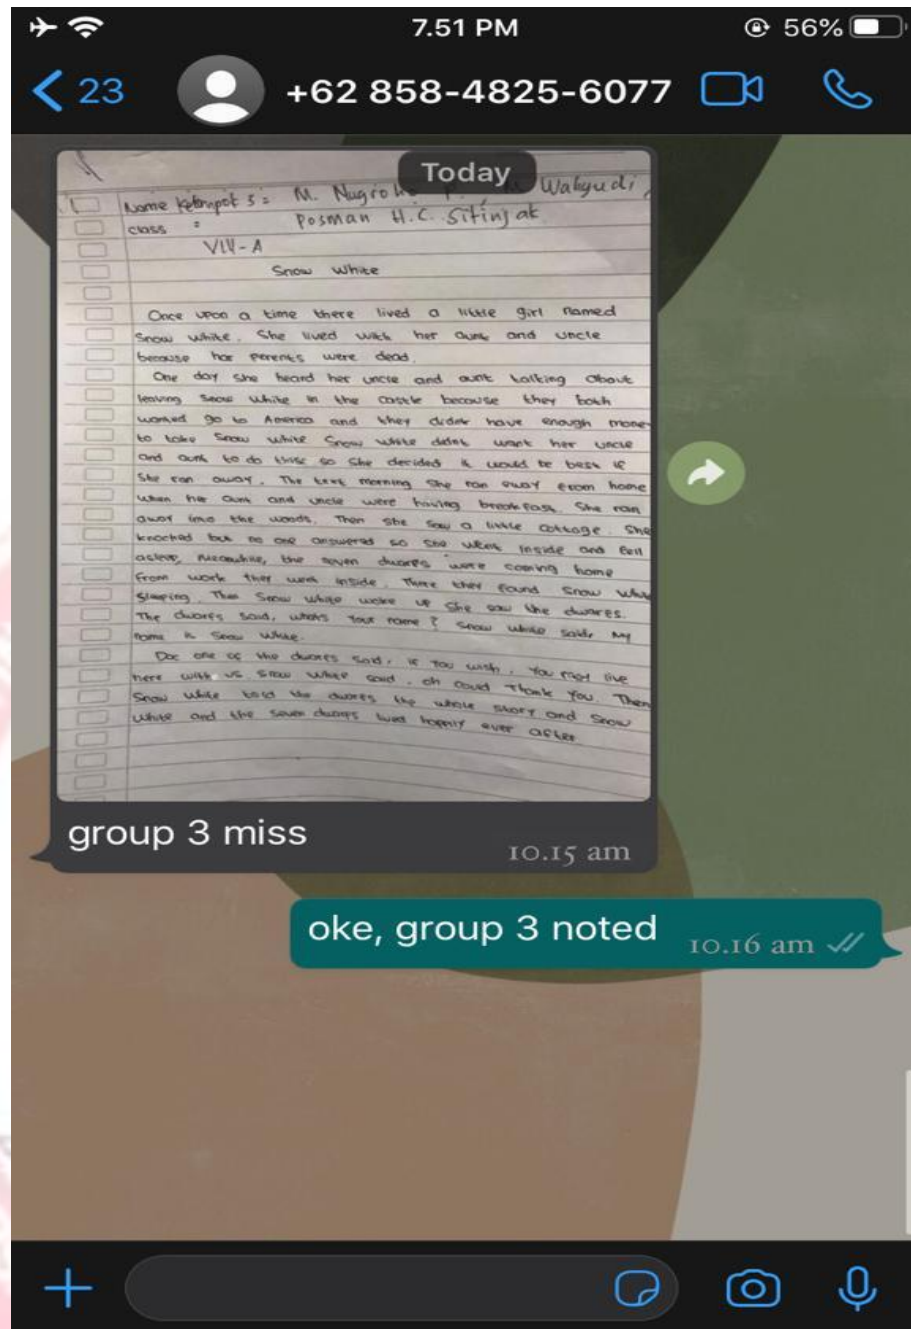 7.51 PM
56%
23
+62 858-4825-6077
Today
Name Kelompok 3 : M. Nugroho P. M Wahyudi,
class : Posman H.C. Sitinjak
VIII - A
Snow White
Once upon a time there lived a little girl named
Snow white. She lived with her aunt and uncle
because her perents were dead.
One day she heard her uncle and aunt talking about
leaving Snow White in the castle because they both
wanted go to America and they didnt have enough mone
to take Snow white Snow white didnt want her uncle
and aunt to do this so she decided it would be best if
She ran away. The next morning She ran away from home
when her aunt and uncle were having breakfast. She ran
away into the woods. Then she saw a little cottage. She
knocked but no one answered so she went inside and fell
asleep, Meanwhile, the seven dwarfs were coming home
from work they went inside. There they found Snow Whit
Sleeping. Then Snow White woke up She saw the dwarfs.
The dwarfs said, what's your name? Snow white said, My
name is Snow White.
Doc one of the dwarfs said, if you wish, you may live
here with us Snow White said, oh could Thank you. Then
Snow White told the dwarfs the whole story and Snow
White and the Seven dwarfs lived happily ever after
group 3 miss
10.15 am
oke, group 3 noted
10.16 am